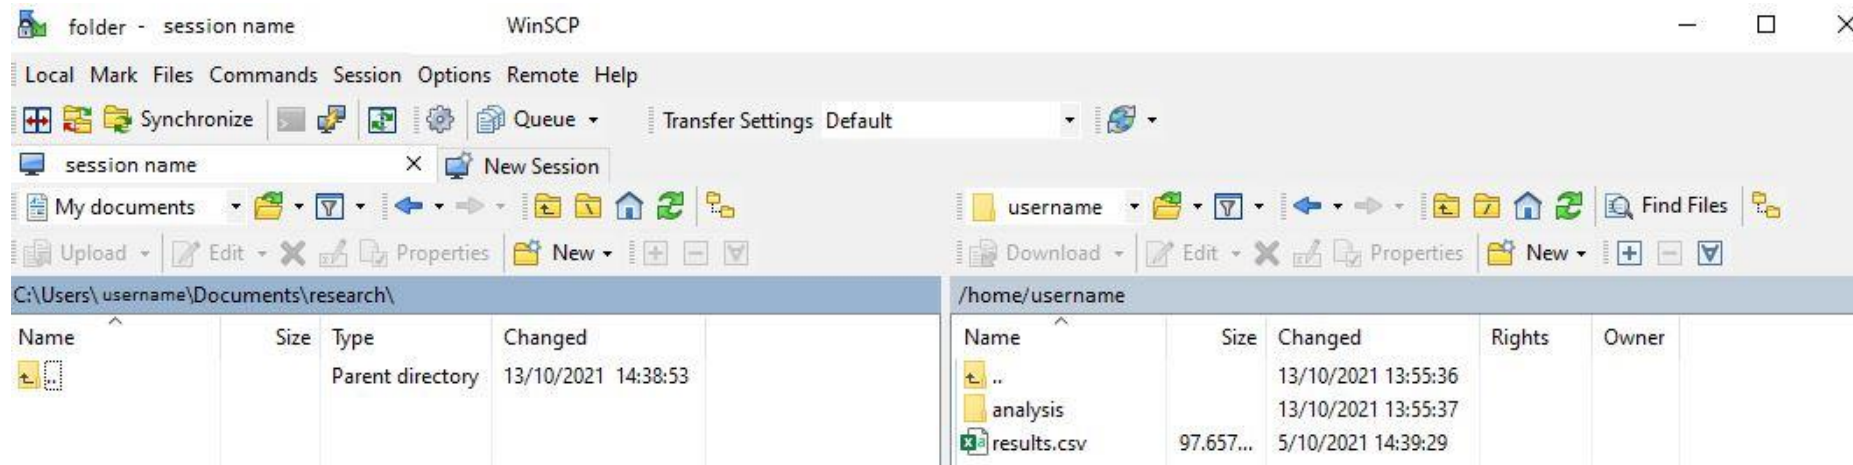 folder - session name WinSCP
Local Mark Files Commands Session Options Remote Help
Synchronize Queue Transfer Settings Default
session name New Session
My documents username Find Files
Upload Edit Properties New Download Edit Properties New
C:\Users\username\Documents\research\ /home/username
Name Size Type Changed Name Size Changed Rights Owner
.. Parent directory 13/10/2021 14:38:53 .. 13/10/2021 13:55:36
analysis 13/10/2021 13:55:37
results.csv 97.657... 5/10/2021 14:39:29